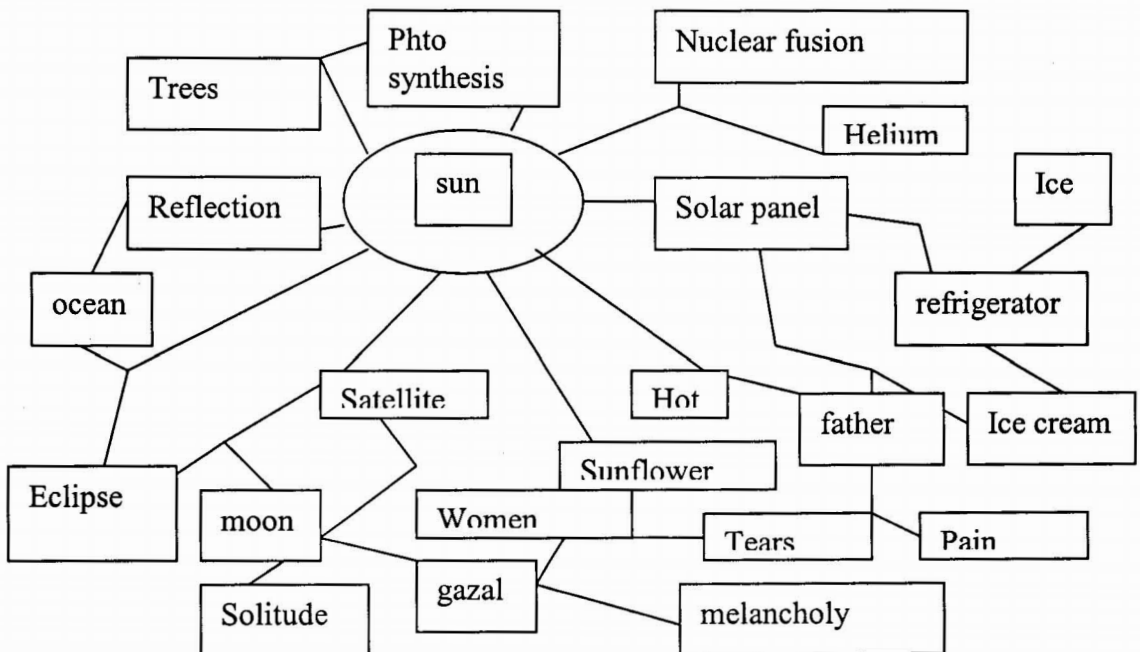 Phto
synthesis
Nuclear fusion
Trees
Helium
sun
Ice
Reflection
Solar panel
ocean
refrigerator
Satellite
Hot
father
Ice cream
Sunflower
Eclipse
moon
Women
Tears
Pain
gazal
Solitude
melancholy